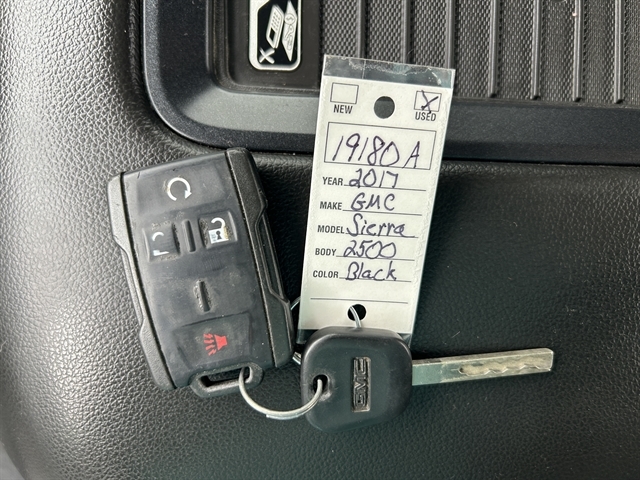 NEW X USED
19180A
YEAR 2017
MAKE GMC
MODEL Sierra
BODY 2500
COLOR Black
GMC